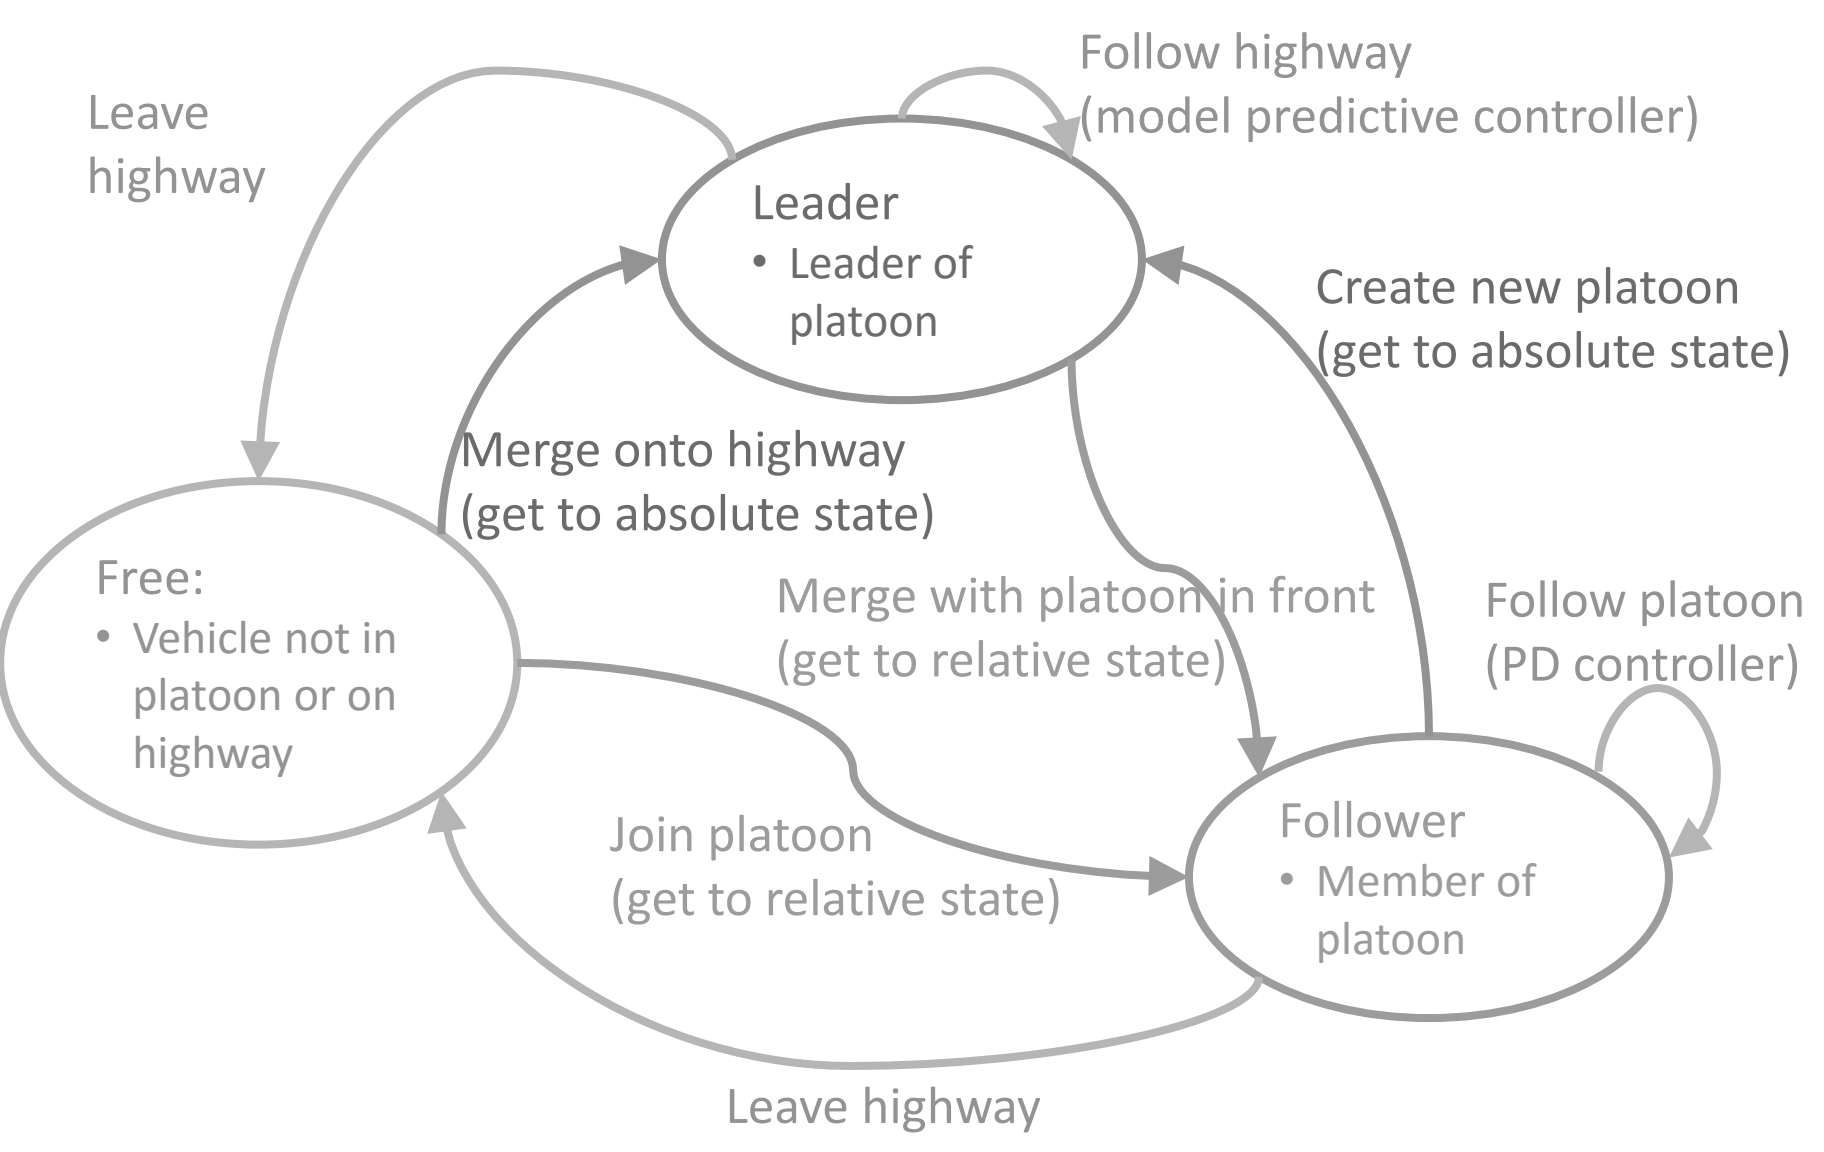 Follow highway
(model predictive controller)
Leave
highway
Leader
• Leader of
platoon
Create new platoon
(get to absolute state)
Merge onto highway
(get to absolute state)
Free:
• Vehicle not in
platoon or on
highway
Merge with platoon in front
(get to relative state)
Follow platoon
(PD controller)
Join platoon
(get to relative state)
Follower
• Member of
platoon
Leave highway